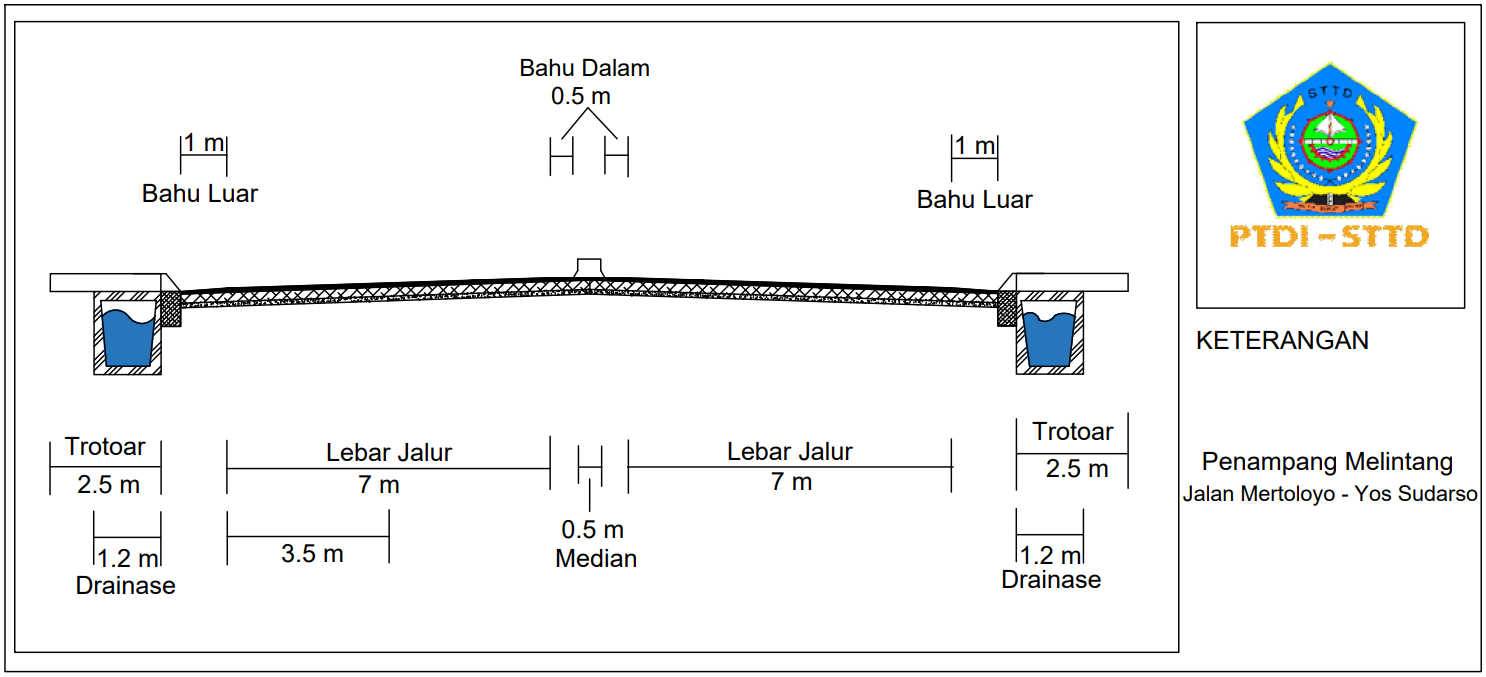 Bahu Dalam
0.5 m
1 m
Bahu Luar
1 m
Bahu Luar
Trotoar
2.5 m
1.2 m
Drainase
Lebar Jalur
7 m
3.5 m
0.5 m
Median
Lebar Jalur
7 m
Trotoar
2.5 m
1.2 m
Drainase
STTD
PTDI-STTD
KETERANGAN
Penampang Melintang
Jalan Mertoloyo - Yos Sudarso